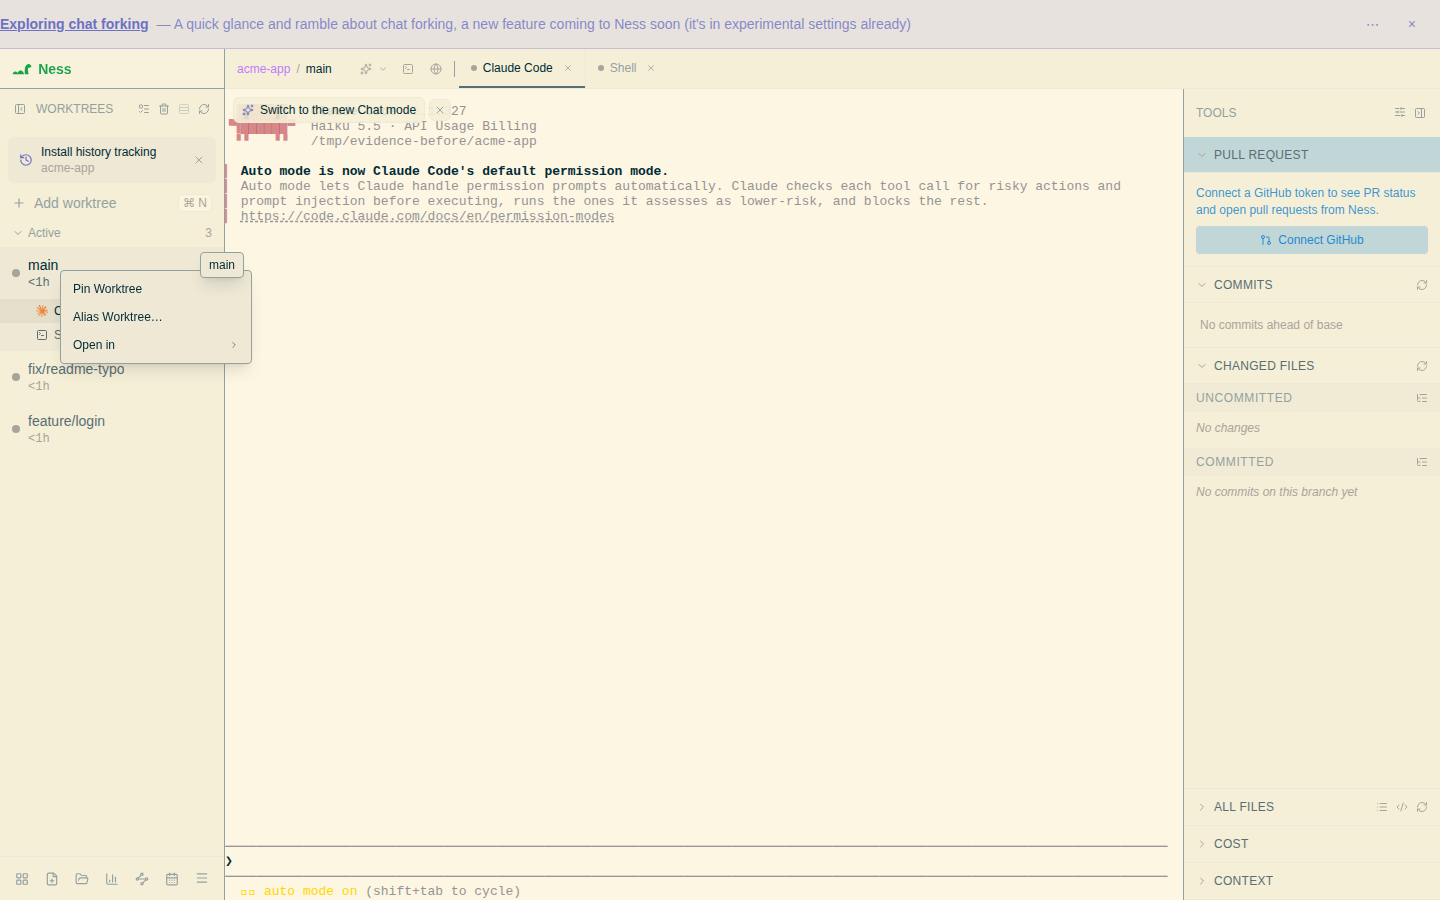 Exploring chat forking — A quick glance and ramble about chat forking, a new feature coming to Ness soon (it's in experimental settings already)
Ness
acme-app / main
Claude Code
Shell
WORKTREES
Install history tracking
acme-app
Add worktree ⌘ N
Active 3
main
<1h
main
Pin Worktree
Alias Worktree…
Open in
fix/readme-typo
<1h
feature/login
<1h
Switch to the new Chat mode
27
Haiku 5.5 · API Usage Billing
/tmp/evidence-before/acme-app
Auto mode is now Claude Code's default permission mode.
Auto mode lets Claude handle permission prompts automatically. Claude checks each tool call for risky actions and
prompt injection before executing, runs the ones it assesses as lower-risk, and blocks the rest.
https://code.claude.com/docs/en/permission-modes
❯
auto mode on (shift+tab to cycle)
TOOLS
PULL REQUEST
Connect a GitHub token to see PR status
and open pull requests from Ness.
Connect GitHub
COMMITS
No commits ahead of base
CHANGED FILES
UNCOMMITTED
No changes
COMMITTED
No commits on this branch yet
ALL FILES
COST
CONTEXT